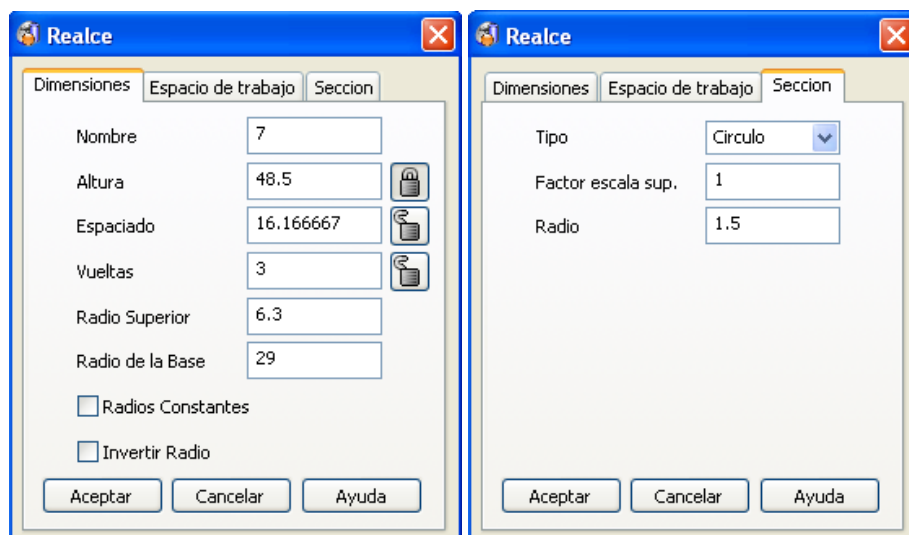 Realce
Dimensiones Espacio de trabajo Seccion
Nombre 7
Altura 48.5
Espaciado 16.166667
Vueltas 3
Radio Superior 6.3
Radio de la Base 29
Radios Constantes
Invertir Radio
Aceptar Cancelar Ayuda
Realce
Dimensiones Espacio de trabajo Seccion
Tipo Circulo
Factor escala sup. 1
Radio 1.5
Aceptar Cancelar Ayuda